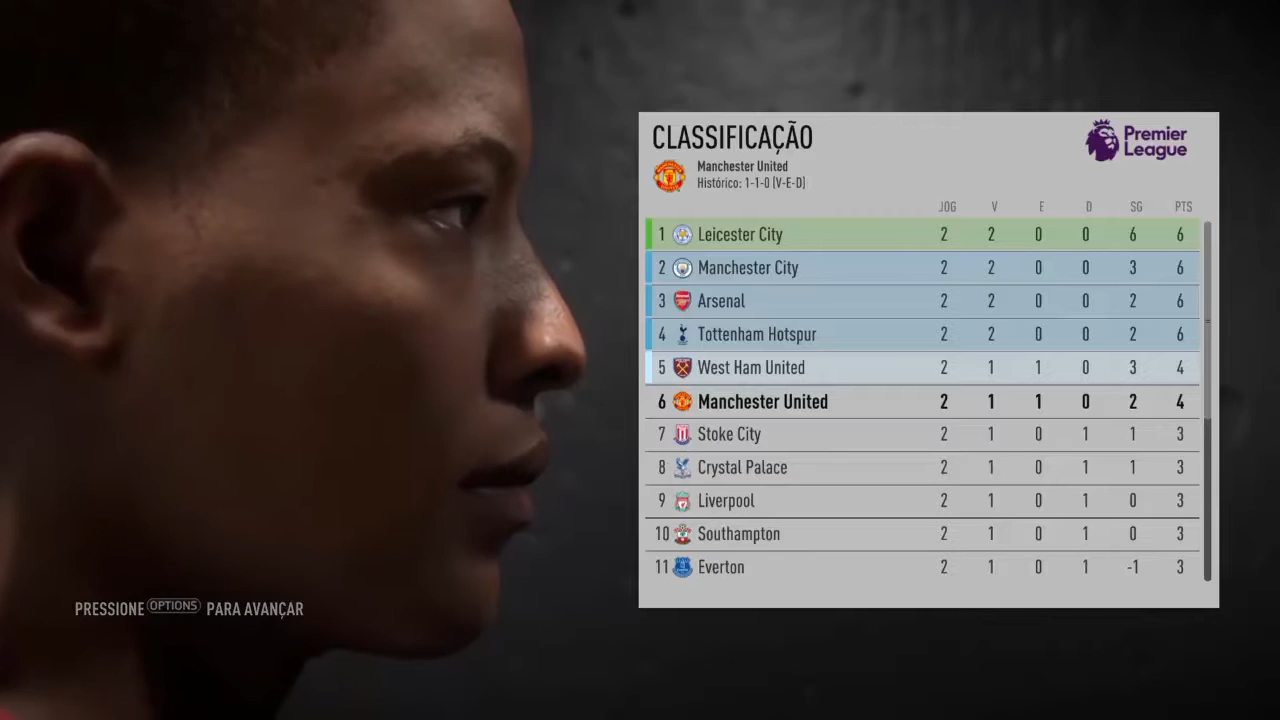 CLASSIFICAÇÃO
Premier
League
Manchester United
Histórico: 1-1-0 (V-E-D)
JOG V E D SG PTS
1 Leicester City 2 2 0 0 6 6
2 Manchester City 2 2 0 0 3 6
3 Arsenal 2 2 0 0 2 6
4 Tottenham Hotspur 2 2 0 0 2 6
5 West Ham United 2 1 1 0 3 4
6 Manchester United 2 1 1 0 2 4
7 Stoke City 2 1 0 1 1 3
8 Crystal Palace 2 1 0 1 1 3
9 Liverpool 2 1 0 1 0 3
10 Southampton 2 1 0 1 0 3
11 Everton 2 1 0 1 -1 3
PRESSIONE OPTIONS PARA AVANÇAR